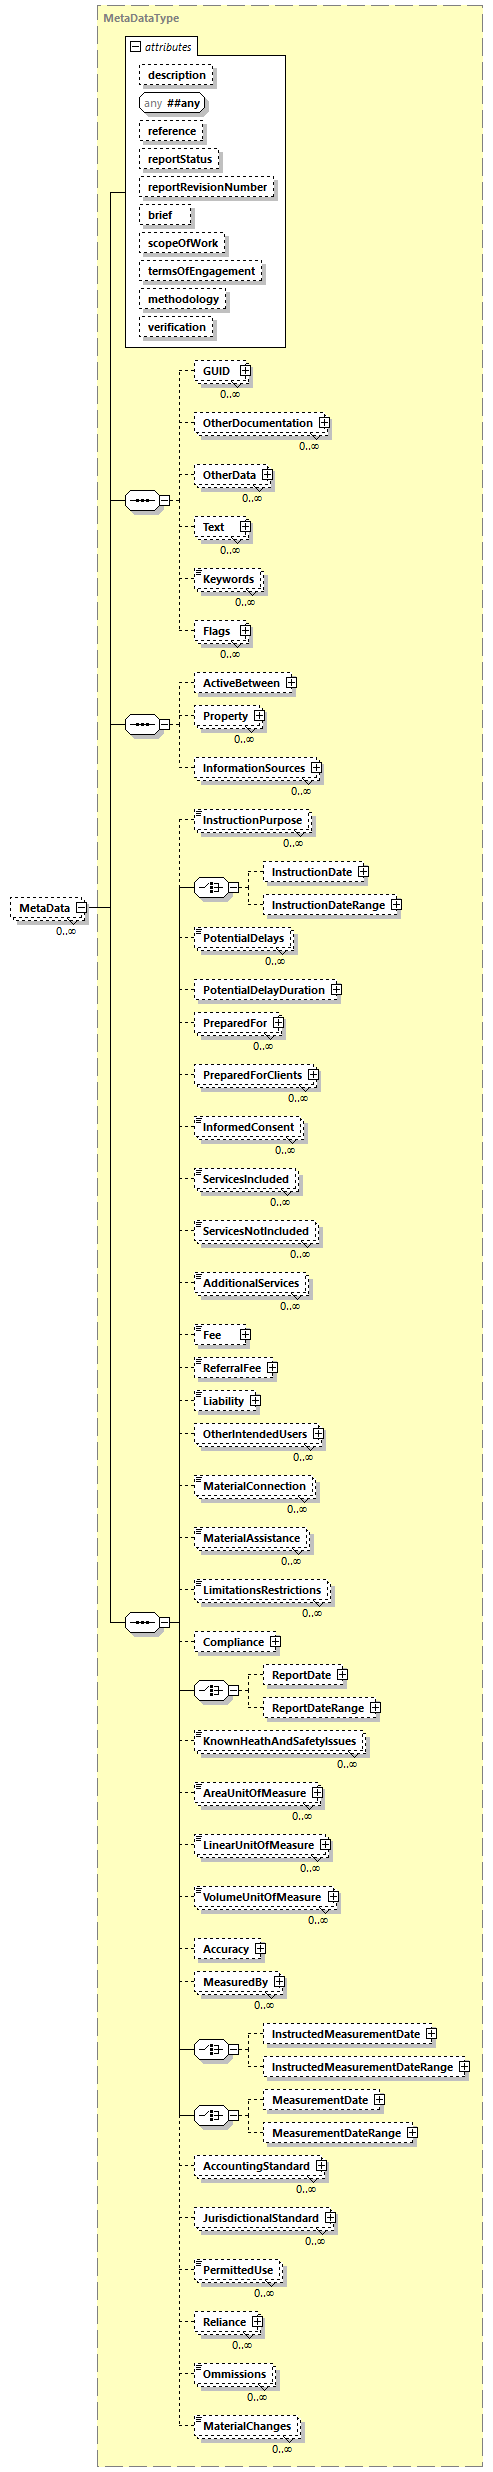 MetaDataType
attributes
description
any ##any
reference
reportStatus
reportRevisionNumber
brief
scopeOfWork
termsOfEngagement
methodology
verification
GUID
0..∞
OtherDocumentation
0..∞
OtherData
0..∞
Text
0..∞
Keywords
0..∞
Flags
0..∞
ActiveBetween
Property
0..∞
InformationSources
0..∞
InstructionPurpose
0..∞
InstructionDate
InstructionDateRange
MetaData
0..∞
PotentialDelays
0..∞
PotentialDelayDuration
PreparedFor
0..∞
PreparedForClients
0..∞
InformedConsent
0..∞
ServicesIncluded
0..∞
ServicesNotIncluded
0..∞
AdditionalServices
0..∞
Fee
ReferralFee
Liability
OtherIntendedUsers
0..∞
MaterialConnection
0..∞
MaterialAssistance
0..∞
LimitationsRestrictions
0..∞
Compliance
ReportDate
ReportDateRange
KnownHeathAndSafetyIssues
0..∞
AreaUnitOfMeasure
0..∞
LinearUnitOfMeasure
0..∞
VolumeUnitOfMeasure
0..∞
Accuracy
MeasuredBy
0..∞
InstructedMeasurementDate
InstructedMeasurementDateRange
MeasurementDate
MeasurementDateRange
AccountingStandard
0..∞
JurisdictionalStandard
0..∞
PermittedUse
0..∞
Reliance
0..∞
Ommissions
0..∞
MaterialChanges
0..∞